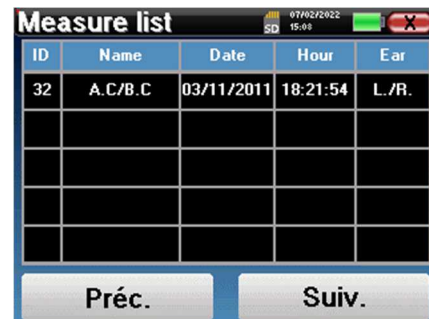 Measure list SD 07/02/2022 15:08 X
ID Name Date Hour Ear
32 A.C/B.C 03/11/2011 18:21:54 L./R.
Préc. Suiv.